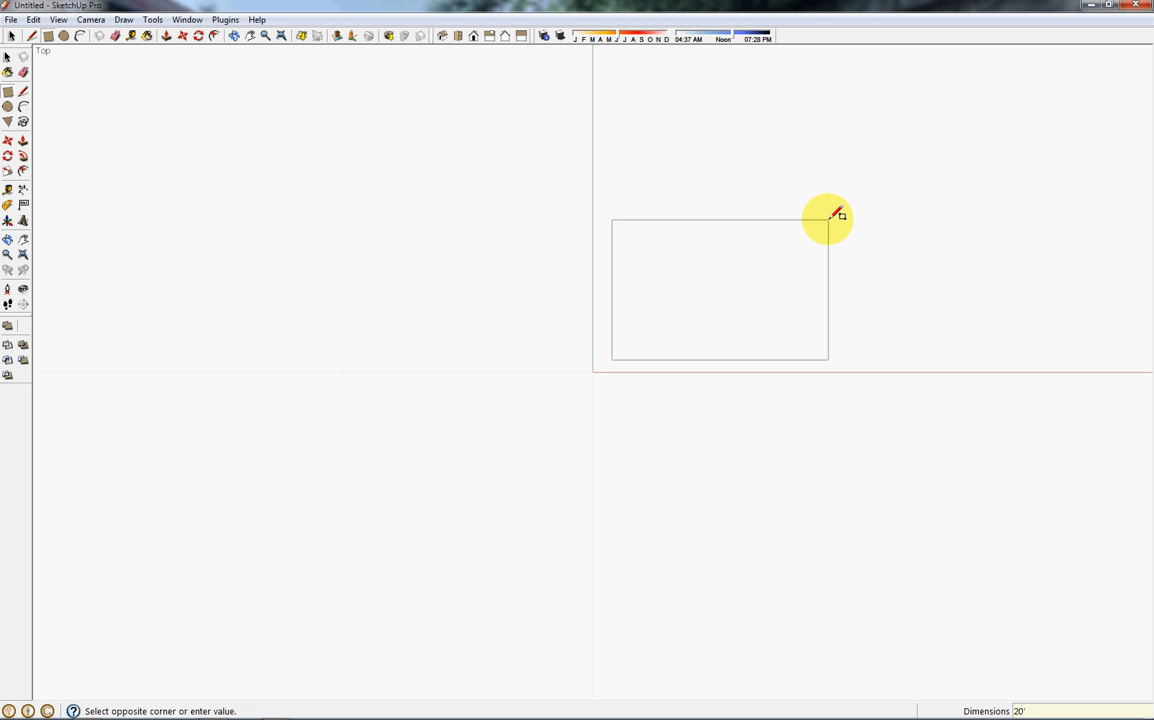 Untitled - SketchUp Pro
File Edit View Camera Draw Tools Window Plugins Help
J F M A M J J A S O N D 04:37 AM Noon 07:28 PM
Top
Select opposite corner or enter value. Dimensions 20'